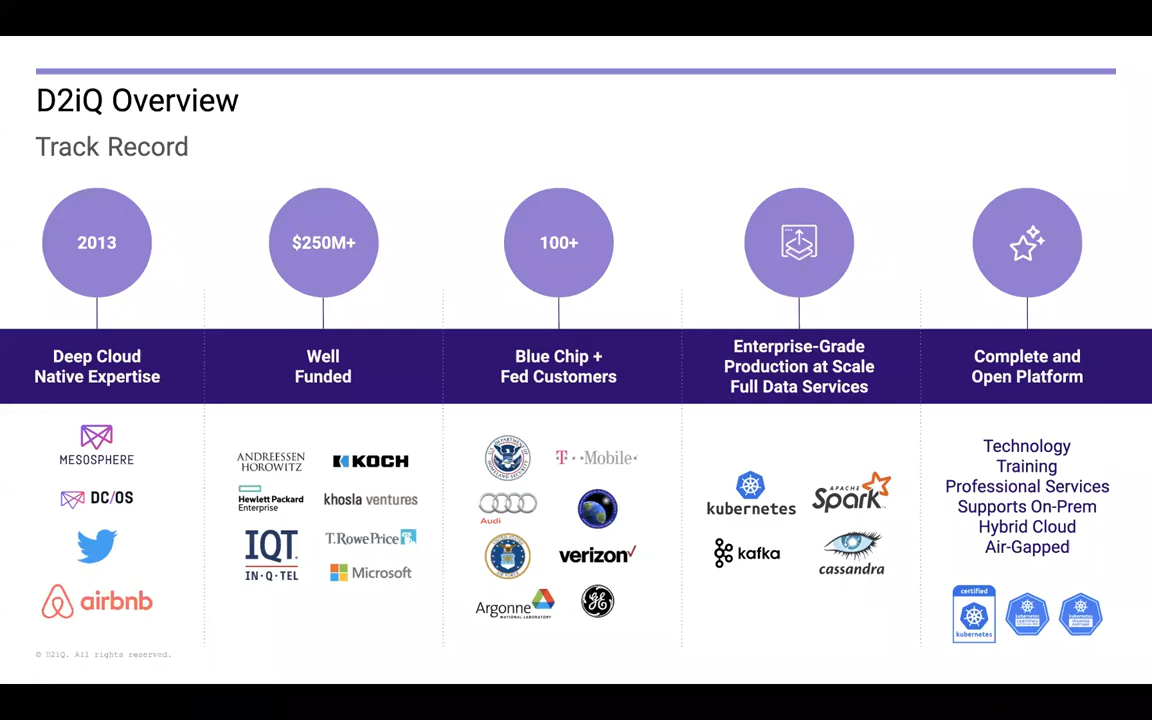 D2iQ Overview
Track Record
2013
$250M+
100+
Deep Cloud
Native Expertise
Well
Funded
Blue Chip +
Fed Customers
Enterprise-Grade
Production at Scale
Full Data Services
Complete and
Open Platform
MESOSPHERE
DC/OS
airbnb
ANDREESSEN
HOROWITZ
KOCH
Hewlett Packard
Enterprise
khosla ventures
IQT
IN·Q·TEL
T.RowePrice
Microsoft
T··Mobile·
Audi
verizon✓
Argonne
NATIONAL LABORATORY
kubernetes
APACHE
Spark
kafka
cassandra
Technology
Training
Professional Services
Supports On-Prem
Hybrid Cloud
Air-Gapped
certified
kubernetes
© D2iQ. All rights reserved.